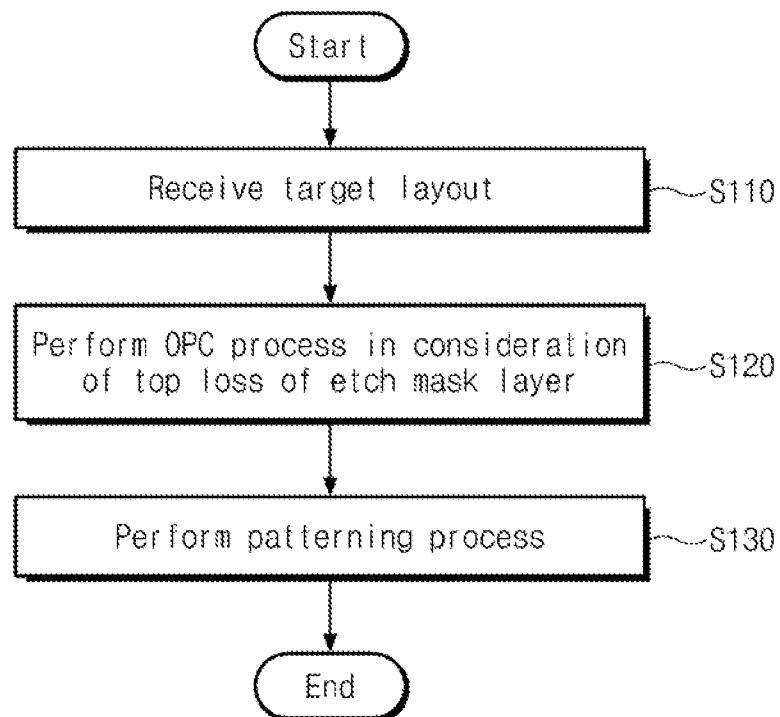 Start
Receive target layout
S110
Perform OPC process in consideration
of top loss of etch mask layer
S120
Perform patterning process
S130
End